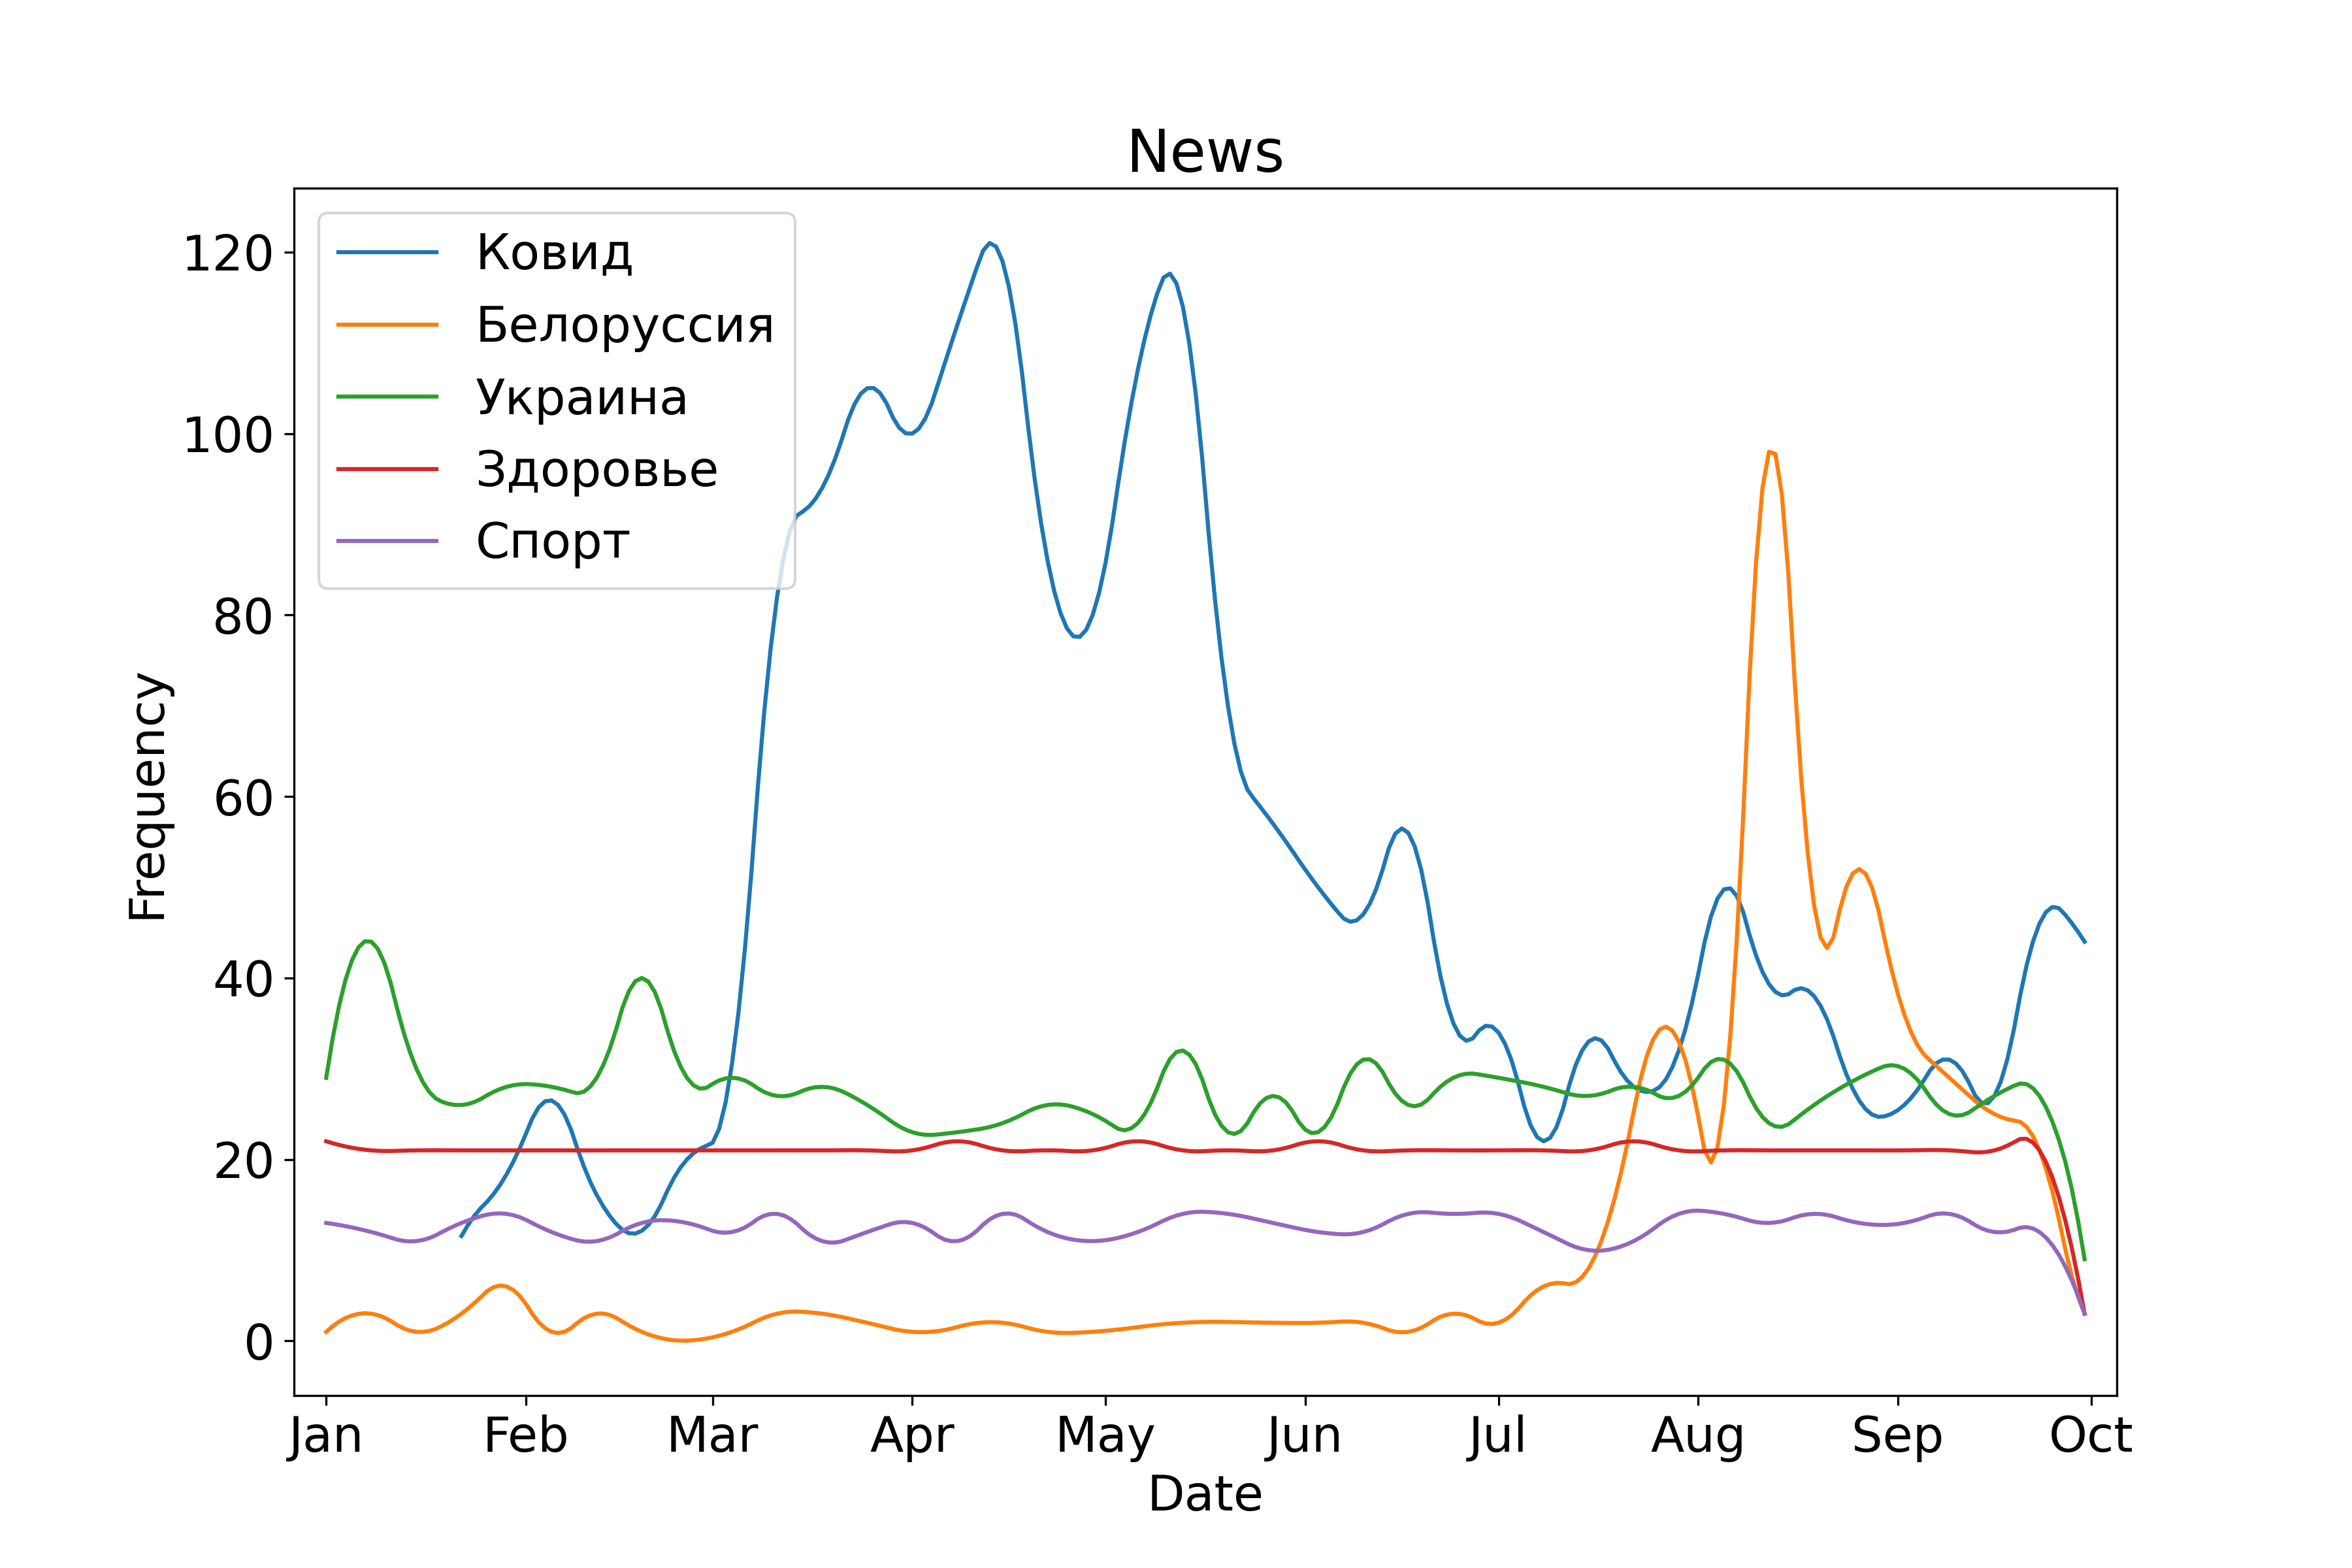 News
120
100
80
60
40
20
0
Frequency
Ковид
Белоруссия
Украина
Здоровье
Спорт
Jan Feb Mar Apr May Jun Jul Aug Sep Oct
Date